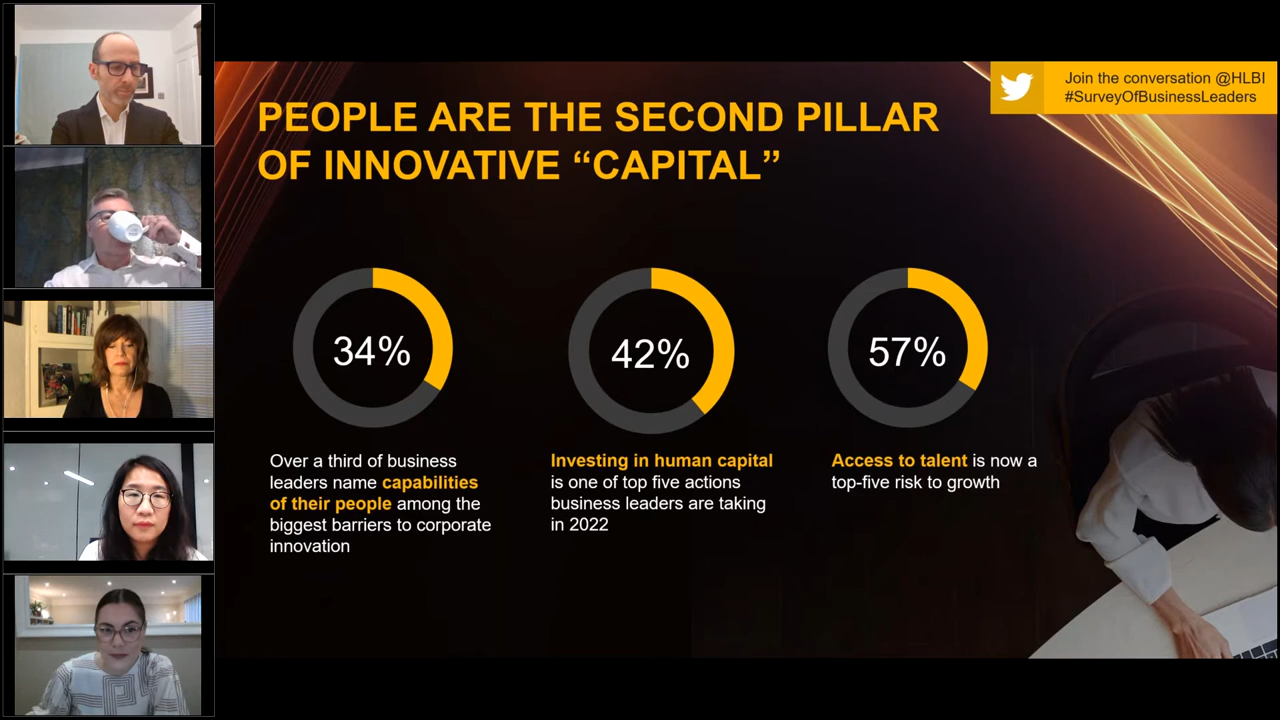 Join the conversation @HLBI
#SurveyOfBusinessLeaders
PEOPLE ARE THE SECOND PILLAR
OF INNOVATIVE “CAPITAL”
34%
42%
57%
Over a third of business
leaders name capabilities
of their people among the
biggest barriers to corporate
innovation
Investing in human capital
is one of top five actions
business leaders are taking
in 2022
Access to talent is now a
top-five risk to growth